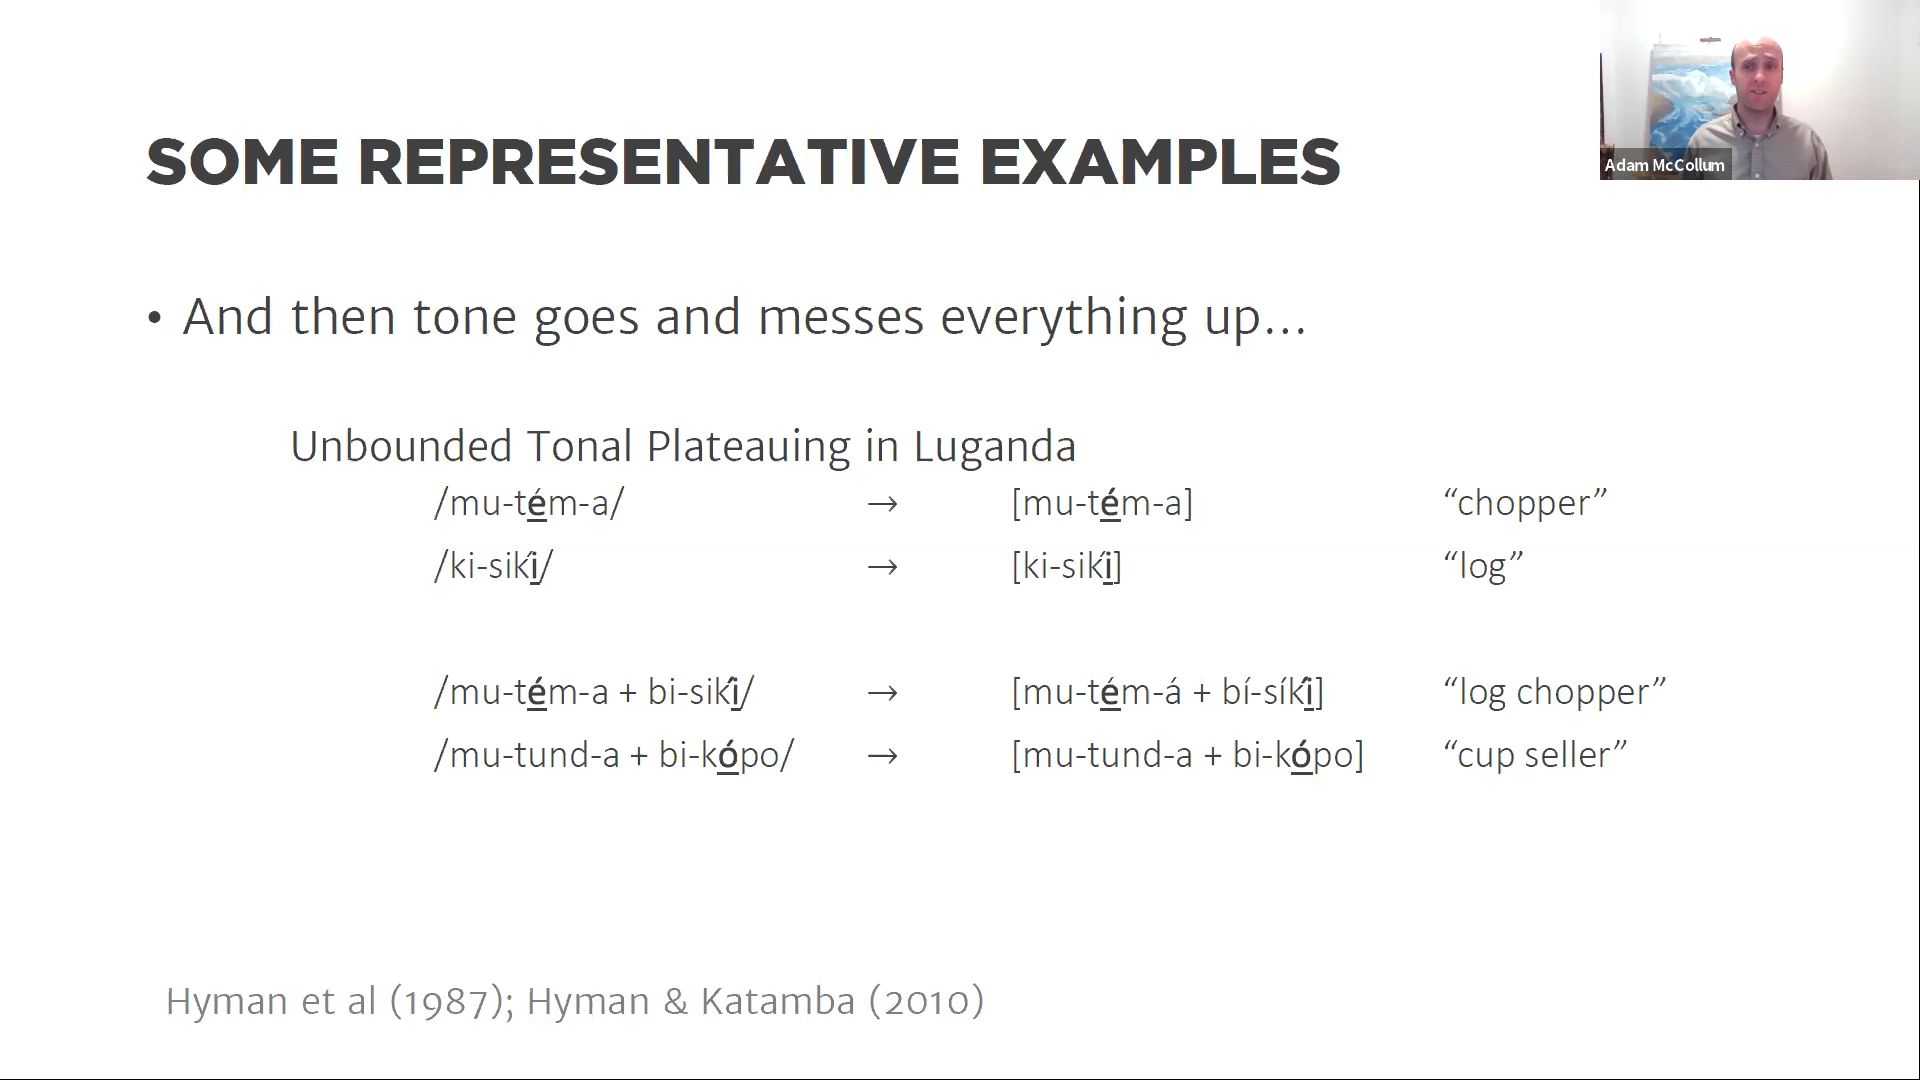 SOME REPRESENTATIVE EXAMPLES
Adam McCollum
• And then tone goes and messes everything up...
Unbounded Tonal Plateauing in Luganda
/mu-tém-a/ → [mu-tém-a] “chopper”
/ki-sikí/ → [ki-sikí] “log”
/mu-tém-a + bi-sikí/ → [mu-tém-á + bí-síkí] “log chopper”
/mu-tund-a + bi-kópo/ → [mu-tund-a + bi-kópo] “cup seller”
Hyman et al (1987); Hyman & Katamba (2010)